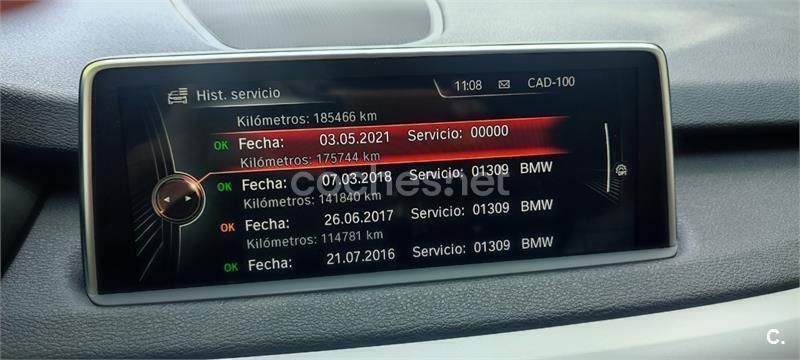 Hist. servicio 11:08 CAD-100
Kilómetros: 185466 km
OK Fecha: 03.05.2021 Servicio: 00000
Kilómetros: 175744 km
OK Fecha: 07.03.2018 Servicio: 01309 BMW
coches.net
Kilómetros: 141840 km
OK Fecha: 26.06.2017 Servicio: 01309 BMW
Kilómetros: 114781 km
OK Fecha: 21.07.2016 Servicio: 01309 BMW
C.